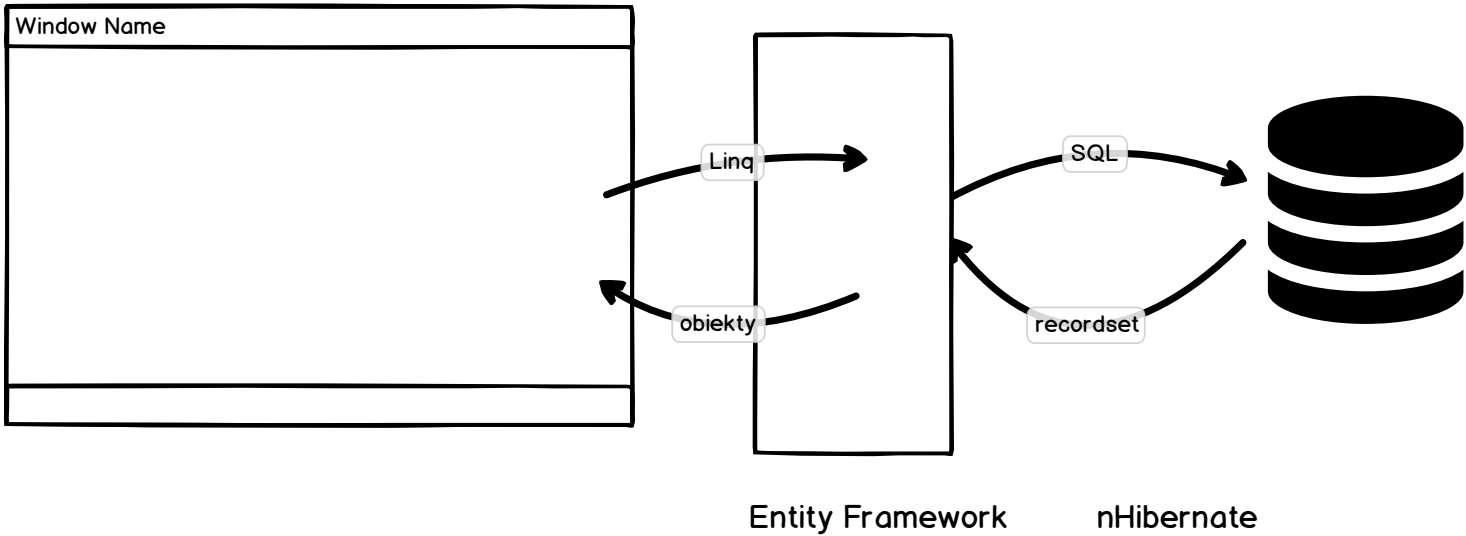 Window Name
Linq
SQL
obiekty
recordset
Entity Framework
nHibernate